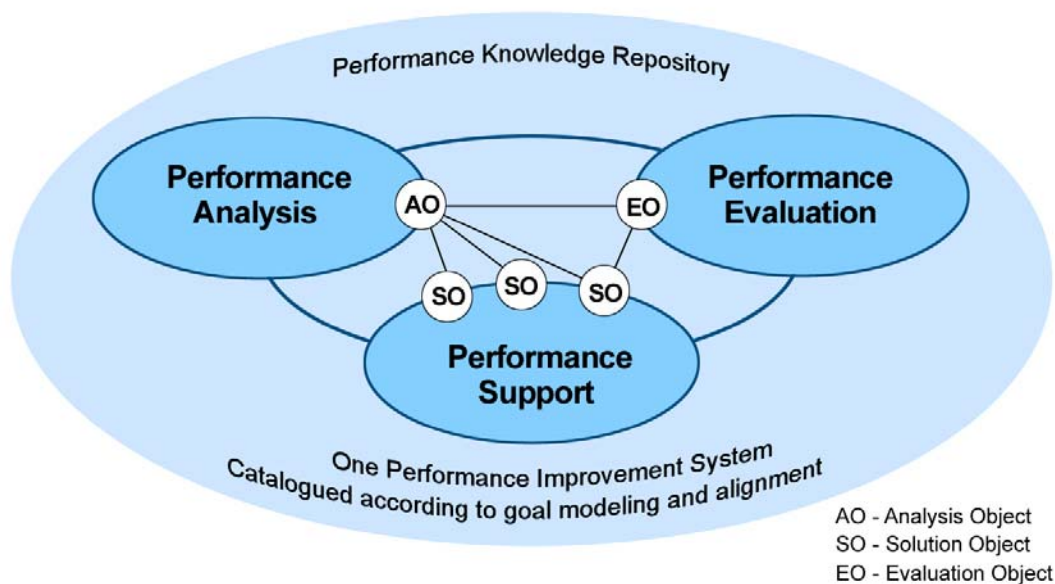 Performance Knowledge Repository
Performance
Analysis
Performance
Evaluation
AO
EO
SO
SO
SO
Performance
Support
One Performance Improvement System
Catalogued according to goal modeling and alignment
AO - Analysis Object
SO - Solution Object
EO - Evaluation Object